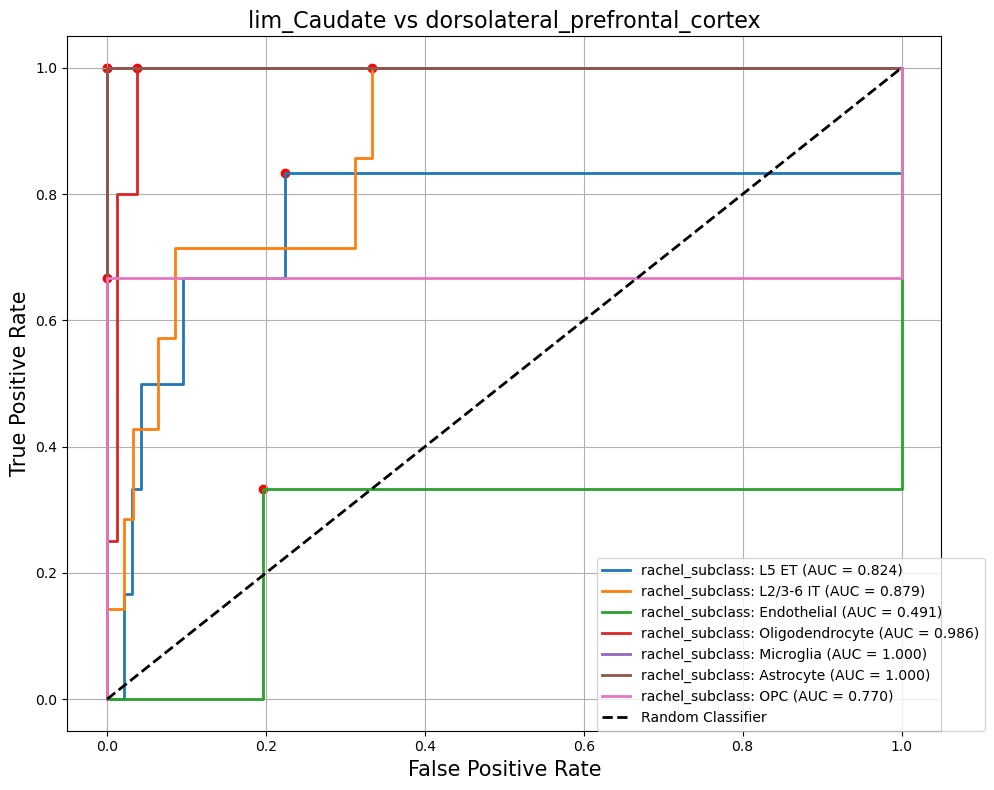 lim_Caudate vs dorsolateral_prefrontal_cortex
True Positive Rate
1.0
0.8
0.6
0.4
0.2
0.0
rachel_subclass: L5 ET (AUC = 0.824)
rachel_subclass: L2/3-6 IT (AUC = 0.879)
rachel_subclass: Endothelial (AUC = 0.491)
rachel_subclass: Oligodendrocyte (AUC = 0.986)
rachel_subclass: Microglia (AUC = 1.000)
rachel_subclass: Astrocyte (AUC = 1.000)
rachel_subclass: OPC (AUC = 0.770)
Random Classifier
0.0 0.2 0.4 0.6 0.8 1.0
False Positive Rate